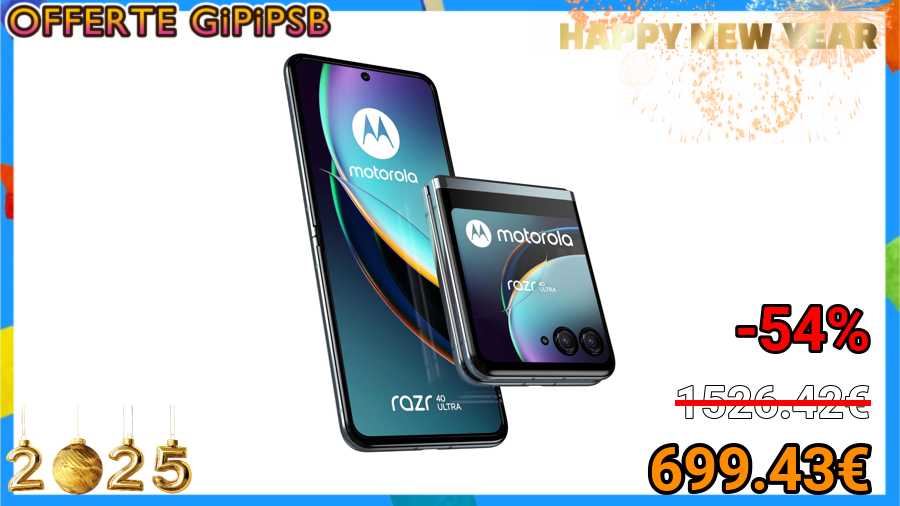 OFFERTE GiPiPSB
HAPPY NEW YEAR
motorola
motorola
razr 40 ULTRA
razr 40 ULTRA
-54%
1526.42€
699.43€
2025